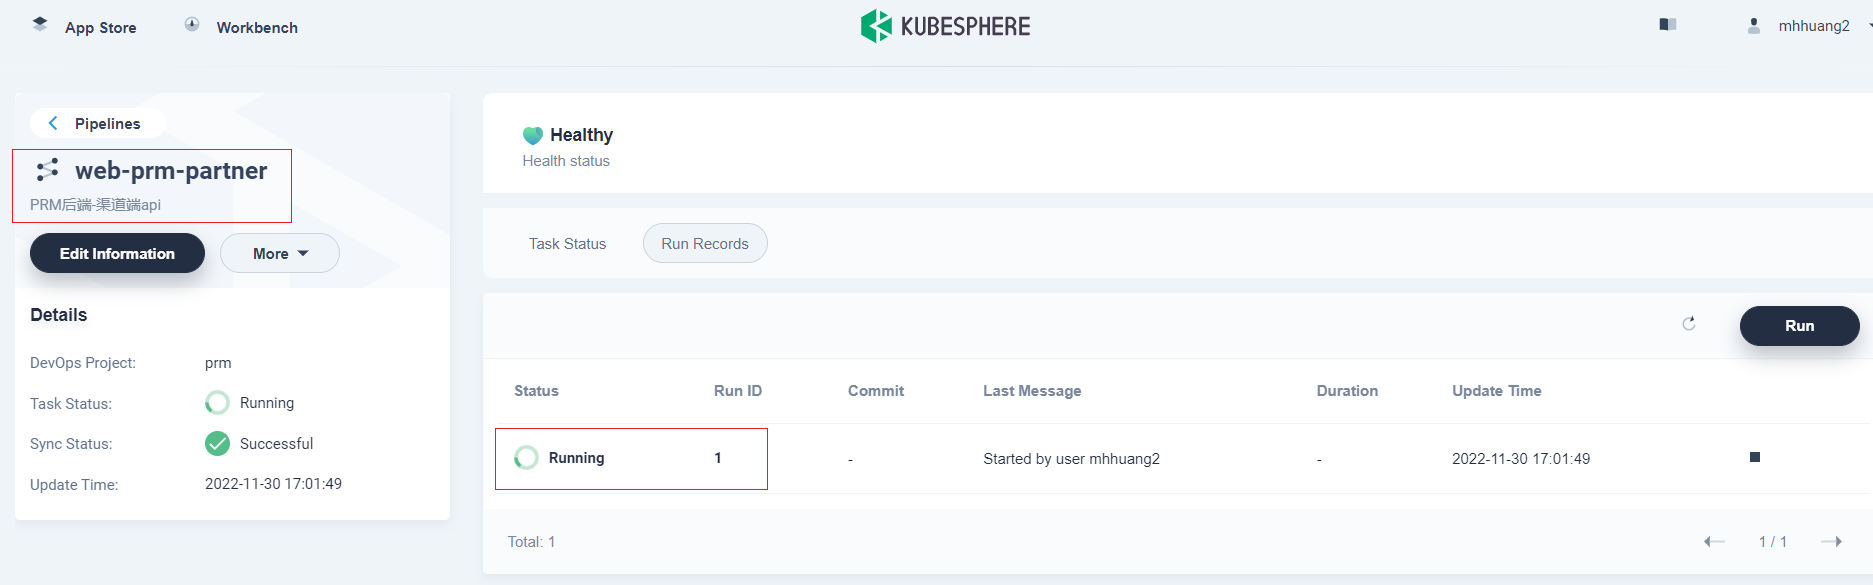 App Store
Workbench
KUBESPHERE
mhhuang2
Pipelines
web-prm-partner
PRM后端-渠道端api
Edit Information
More
Details
DevOps Project: prm
Task Status: Running
Sync Status: Successful
Update Time: 2022-11-30 17:01:49
Healthy
Health status
Task Status
Run Records
Run
Status Run ID Commit Last Message Duration Update Time
Running 1 - Started by user mhhuang2 - 2022-11-30 17:01:49
Total: 1
1 / 1